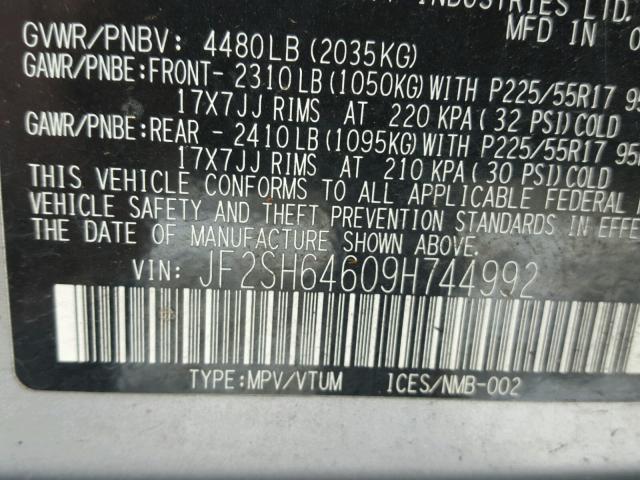 INDUSTRIES LTD.
MFD IN
GVWR/PNBV: 4480LB(2035KG)
GAWR/PNBE:FRONT- 2310LB(1050KG)WITH P225/55R17
17X7JJ RIMS AT 220 KPA(32 PSI)COLD
GAWR/PNBE:REAR - 2410LB(1095KG)WITH P225/55R17
17X7JJ RIMS AT 210 KPA(30 PSI)COLD
THIS VEHICLE CONFORMS TO ALL APPLICABLE FEDERAL
VEHICLE SAFETY AND THEFT PREVENTION STANDARDS IN EFFE
THE DATE OF MANUFACTURE SHOWN ABOVE.
VIN: JF2SH64609H744992
TYPE:MPV/VTUM ICES/NMB-002